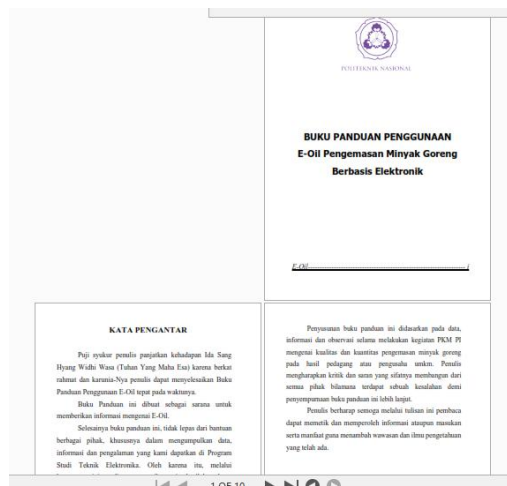 POLITEKNIK NASIONAL
BUKU PANDUAN PENGGUNAAN
E-Oil Pengemasan Minyak Goreng
Berbasis Elektronik
E-Oil i
KATA PENGANTAR
Puji syukur penulis panjatkan kehadapan Ida Sang
Hyang Widhi Wasa (Tuhan Yang Maha Esa) karena berkat
rahmat dan karunia-Nya penulis dapat menyelesaikan Buku
Panduan Penggunaan E-Oil tepat pada waktunya.
Buku Panduan ini dibuat sebagai sarana untuk
memberikan informasi mengenai E-Oil.
Selesainya buku panduan ini, tidak lepas dari bantuan
berbagai pihak, khususnya dalam mengumpulkan data,
informasi dan pengalaman yang kami dapatkan di Program
Studi Teknik Elektronika. Oleh karena itu, melalui
Penyusunan buku panduan ini didasarkan pada data,
informasi dan observasi selama melakukan kegiatan PKM PI
mengenai kualitas dan kuantitas pengemasan minyak goreng
pada hasil pedagang atau pengusaha umkm. Penulis
mengharapkan kritik dan saran yang sifatnya membangun dari
semua pihak bilamana terdapat sebuah kesalahan demi
penyempurnaan buku panduan ini lebih lanjut.
Penulis berharap semoga melalui tulisan ini pembaca
dapat memetik dan memperoleh informasi ataupun masukan
serta manfaat guna menambah wawasan dan ilmu pengetahuan
yang telah ada.
1 OF 10